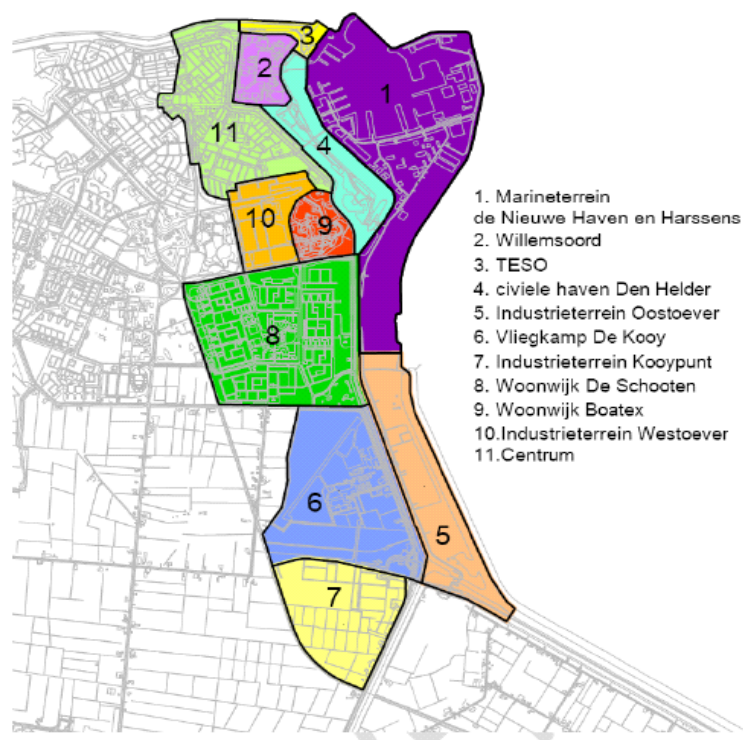 3
2
1
11
4
10
9
8
6
5
7
1. Marineterrein
de Nieuwe Haven en Harssens
2. Willemsoord
3. TESO
4. civiele haven Den Helder
5. Industrieterrein Oostoever
6. Vliegkamp De Kooy
7. Industrieterrein Kooypunt
8. Woonwijk De Schooten
9. Woonwijk Boatex
10.Industrieterrein Westoever
11.Centrum